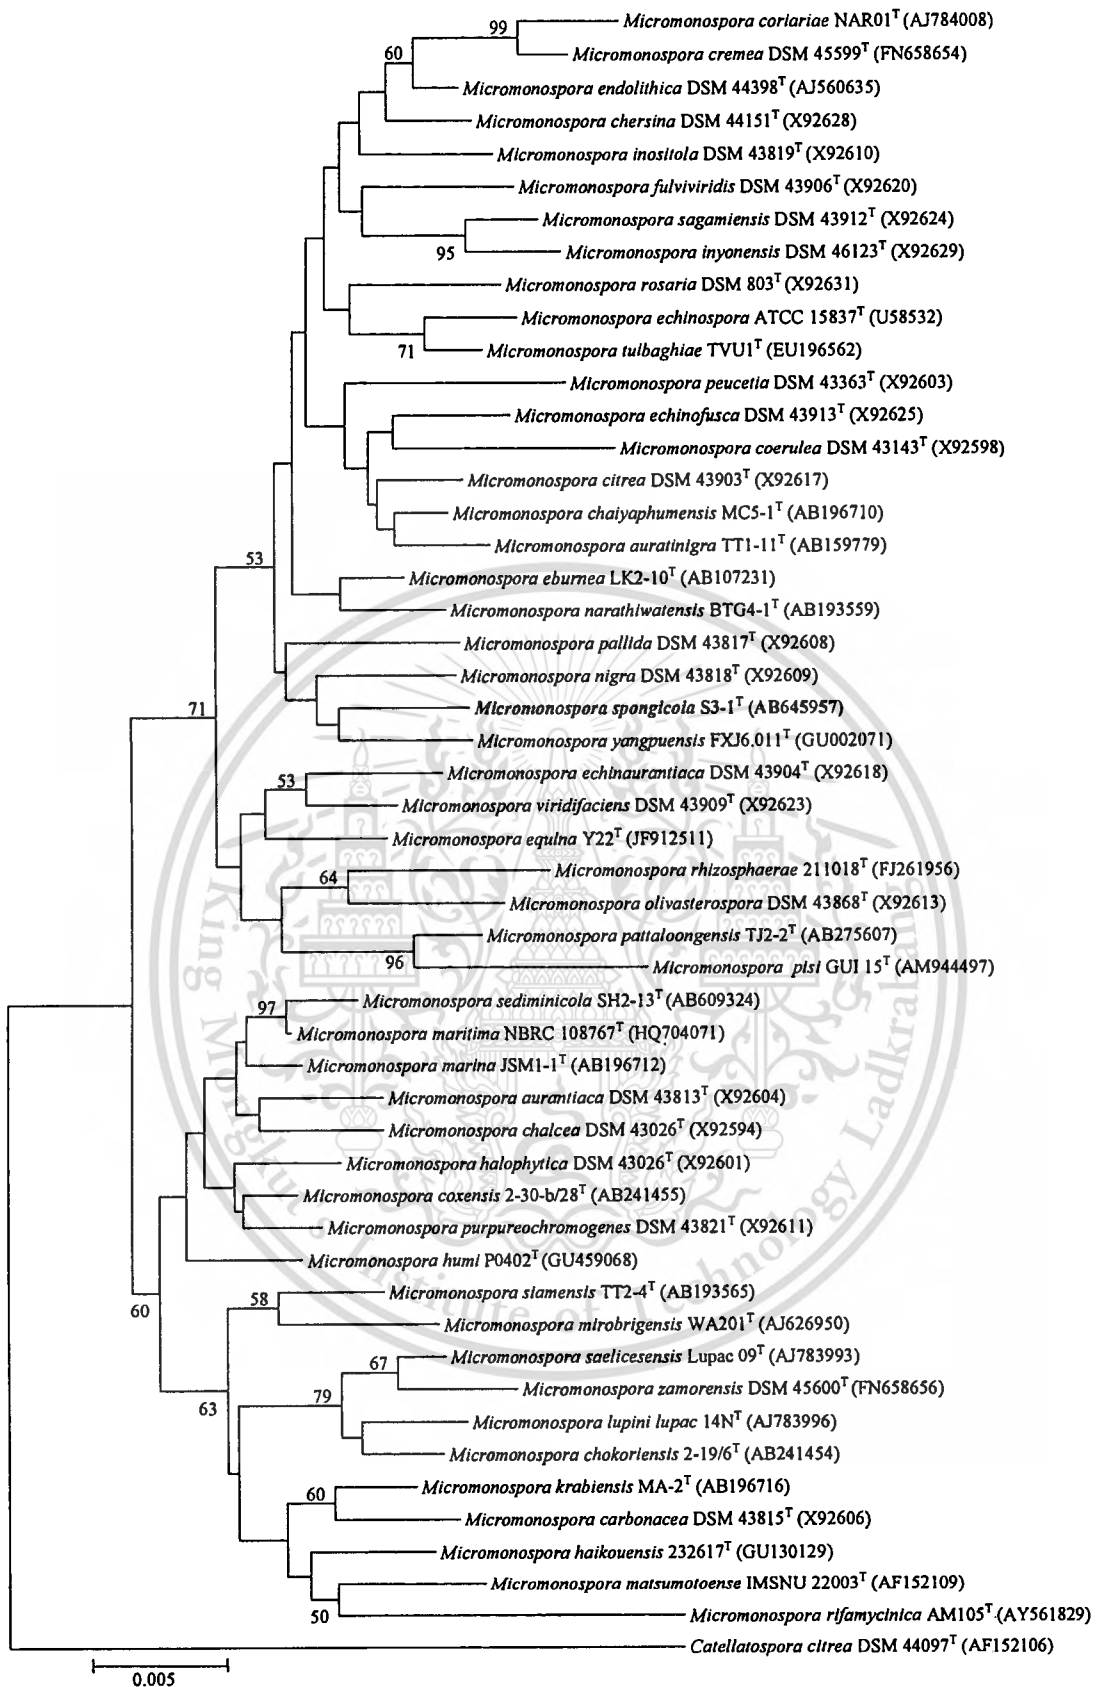 99
Micromonospora coriariae NAR01T (AJ784008)
Micromonospora cremea DSM 45599T (FN658654)
60
Micromonospora endolithica DSM 44398T (AJ560635)
Micromonospora chersina DSM 44151T (X92628)
Micromonospora inositola DSM 43819T (X92610)
Micromonospora fulviviridis DSM 43906T (X92620)
Micromonospora sagamiensis DSM 43912T (X92624)
95
Micromonospora inyonensis DSM 46123T (X92629)
Micromonospora rosaria DSM 803T (X92631)
Micromonospora echinospora ATCC 15837T (U58532)
71
Micromonospora tulbaghiae TVU1T (EU196562)
Micromonospora peucetia DSM 43363T (X92603)
Micromonospora echinofusca DSM 43913T (X92625)
Micromonospora coerulea DSM 43143T (X92598)
Micromonospora citrea DSM 43903T (X92617)
Micromonospora chaiyaphumensis MC5-1T (AB196710)
Micromonospora auratinigra TT1-11T (AB159779)
53
Micromonospora eburnea LK2-10T (AB107231)
Micromonospora narathiwatensis BTG4-1T (AB193559)
Micromonospora pallida DSM 43817T (X92608)
Micromonospora nigra DSM 43818T (X92609)
71
Micromonospora spongicola S3-1T (AB645957)
Micromonospora yangpuensis FXJ6.011T (GU002071)
53
Micromonospora echinaurantiaca DSM 43904T (X92618)
Micromonospora viridifaciens DSM 43909T (X92623)
Micromonospora equina Y22T (JF912511)
64
Micromonospora rhizosphaerae 211018T (FJ261956)
Micromonospora olivasterospora DSM 43868T (X92613)
Micromonospora pattaloongensis TJ2-2T (AB275607)
96
Micromonospora pisi GUI 15T (AM944497)
97
Micromonospora sediminicola SH2-13T (AB609324)
Micromonospora maritima NBRC 108767T (HQ704071)
Micromonospora marina JSM1-1T (AB196712)
Micromonospora aurantiaca DSM 43813T (X92604)
Micromonospora chalcea DSM 43026T (X92594)
Micromonospora halophytica DSM 43026T (X92601)
Micromonospora coxensis 2-30-b/28T (AB241455)
Micromonospora purpureochromogenes DSM 43821T (X92611)
Micromonospora humi P0402T (GU459068)
60
58
Micromonospora siamensis TT2-4T (AB193565)
Micromonospora mirobrigensis WA201T (AJ626950)
67
Micromonospora saelicesensis Lupac 09T (AJ783993)
Micromonospora zamorensis DSM 45600T (FN658656)
79
63
Micromonospora lupini lupac 14NT (AJ783996)
Micromonospora chokoriensis 2-19/6T (AB241454)
60
Micromonospora krabiensis MA-2T (AB196716)
Micromonospora carbonacea DSM 43815T (X92606)
Micromonospora haikouensis 232617T (GU130129)
Micromonospora matsumotoense IMSNU 22003T (AF152109)
50
Micromonospora rifamycinica AM105T (AY561829)
Catellatospora citrea DSM 44097T (AF152106)
0.005
King Mongkut's Institute of Technology Ladkrabang